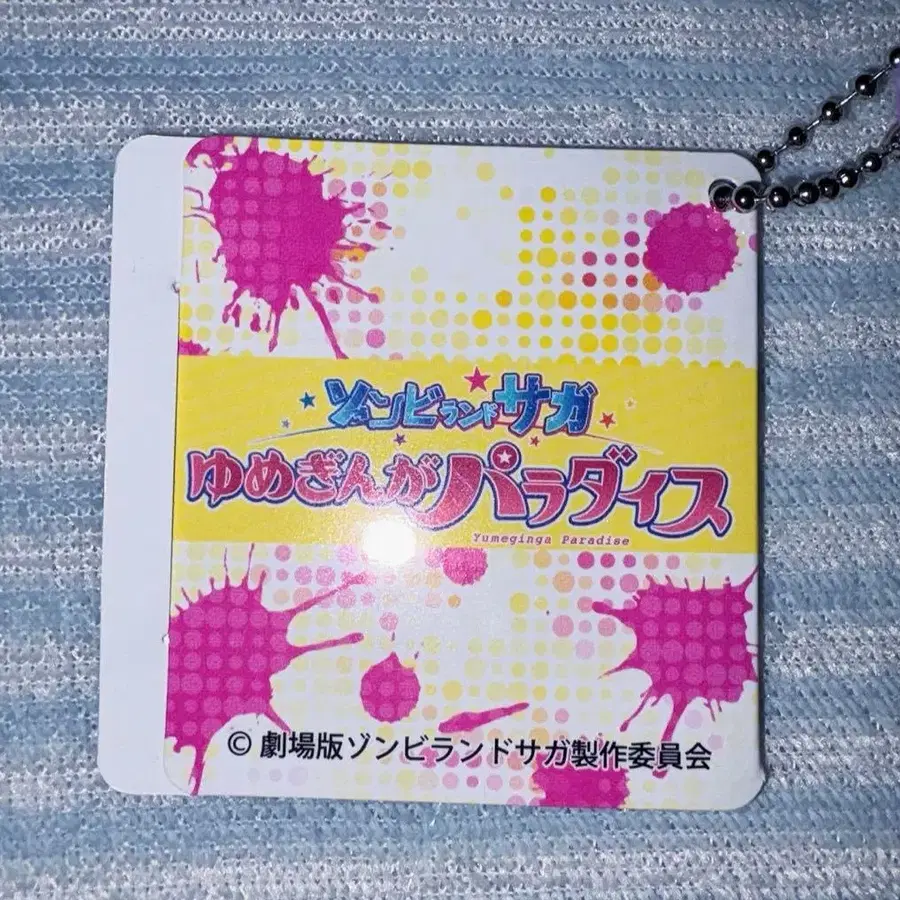 ゾンビランドサガ
ゆめぎんがパラダイス
Yumeginga Paradise
© 劇場版ゾンビランドサガ製作委員会